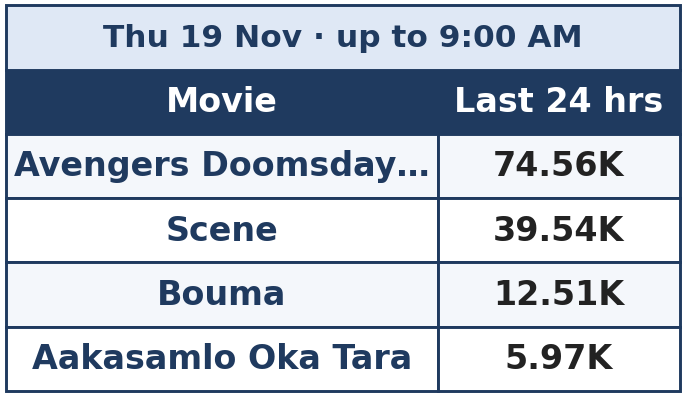 Thu 19 Nov · up to 9:00 AM
Movie Last 24 hrs
Avengers Doomsday… 74.56K
Scene 39.54K
Bouma 12.51K
Aakasamlo Oka Tara 5.97K